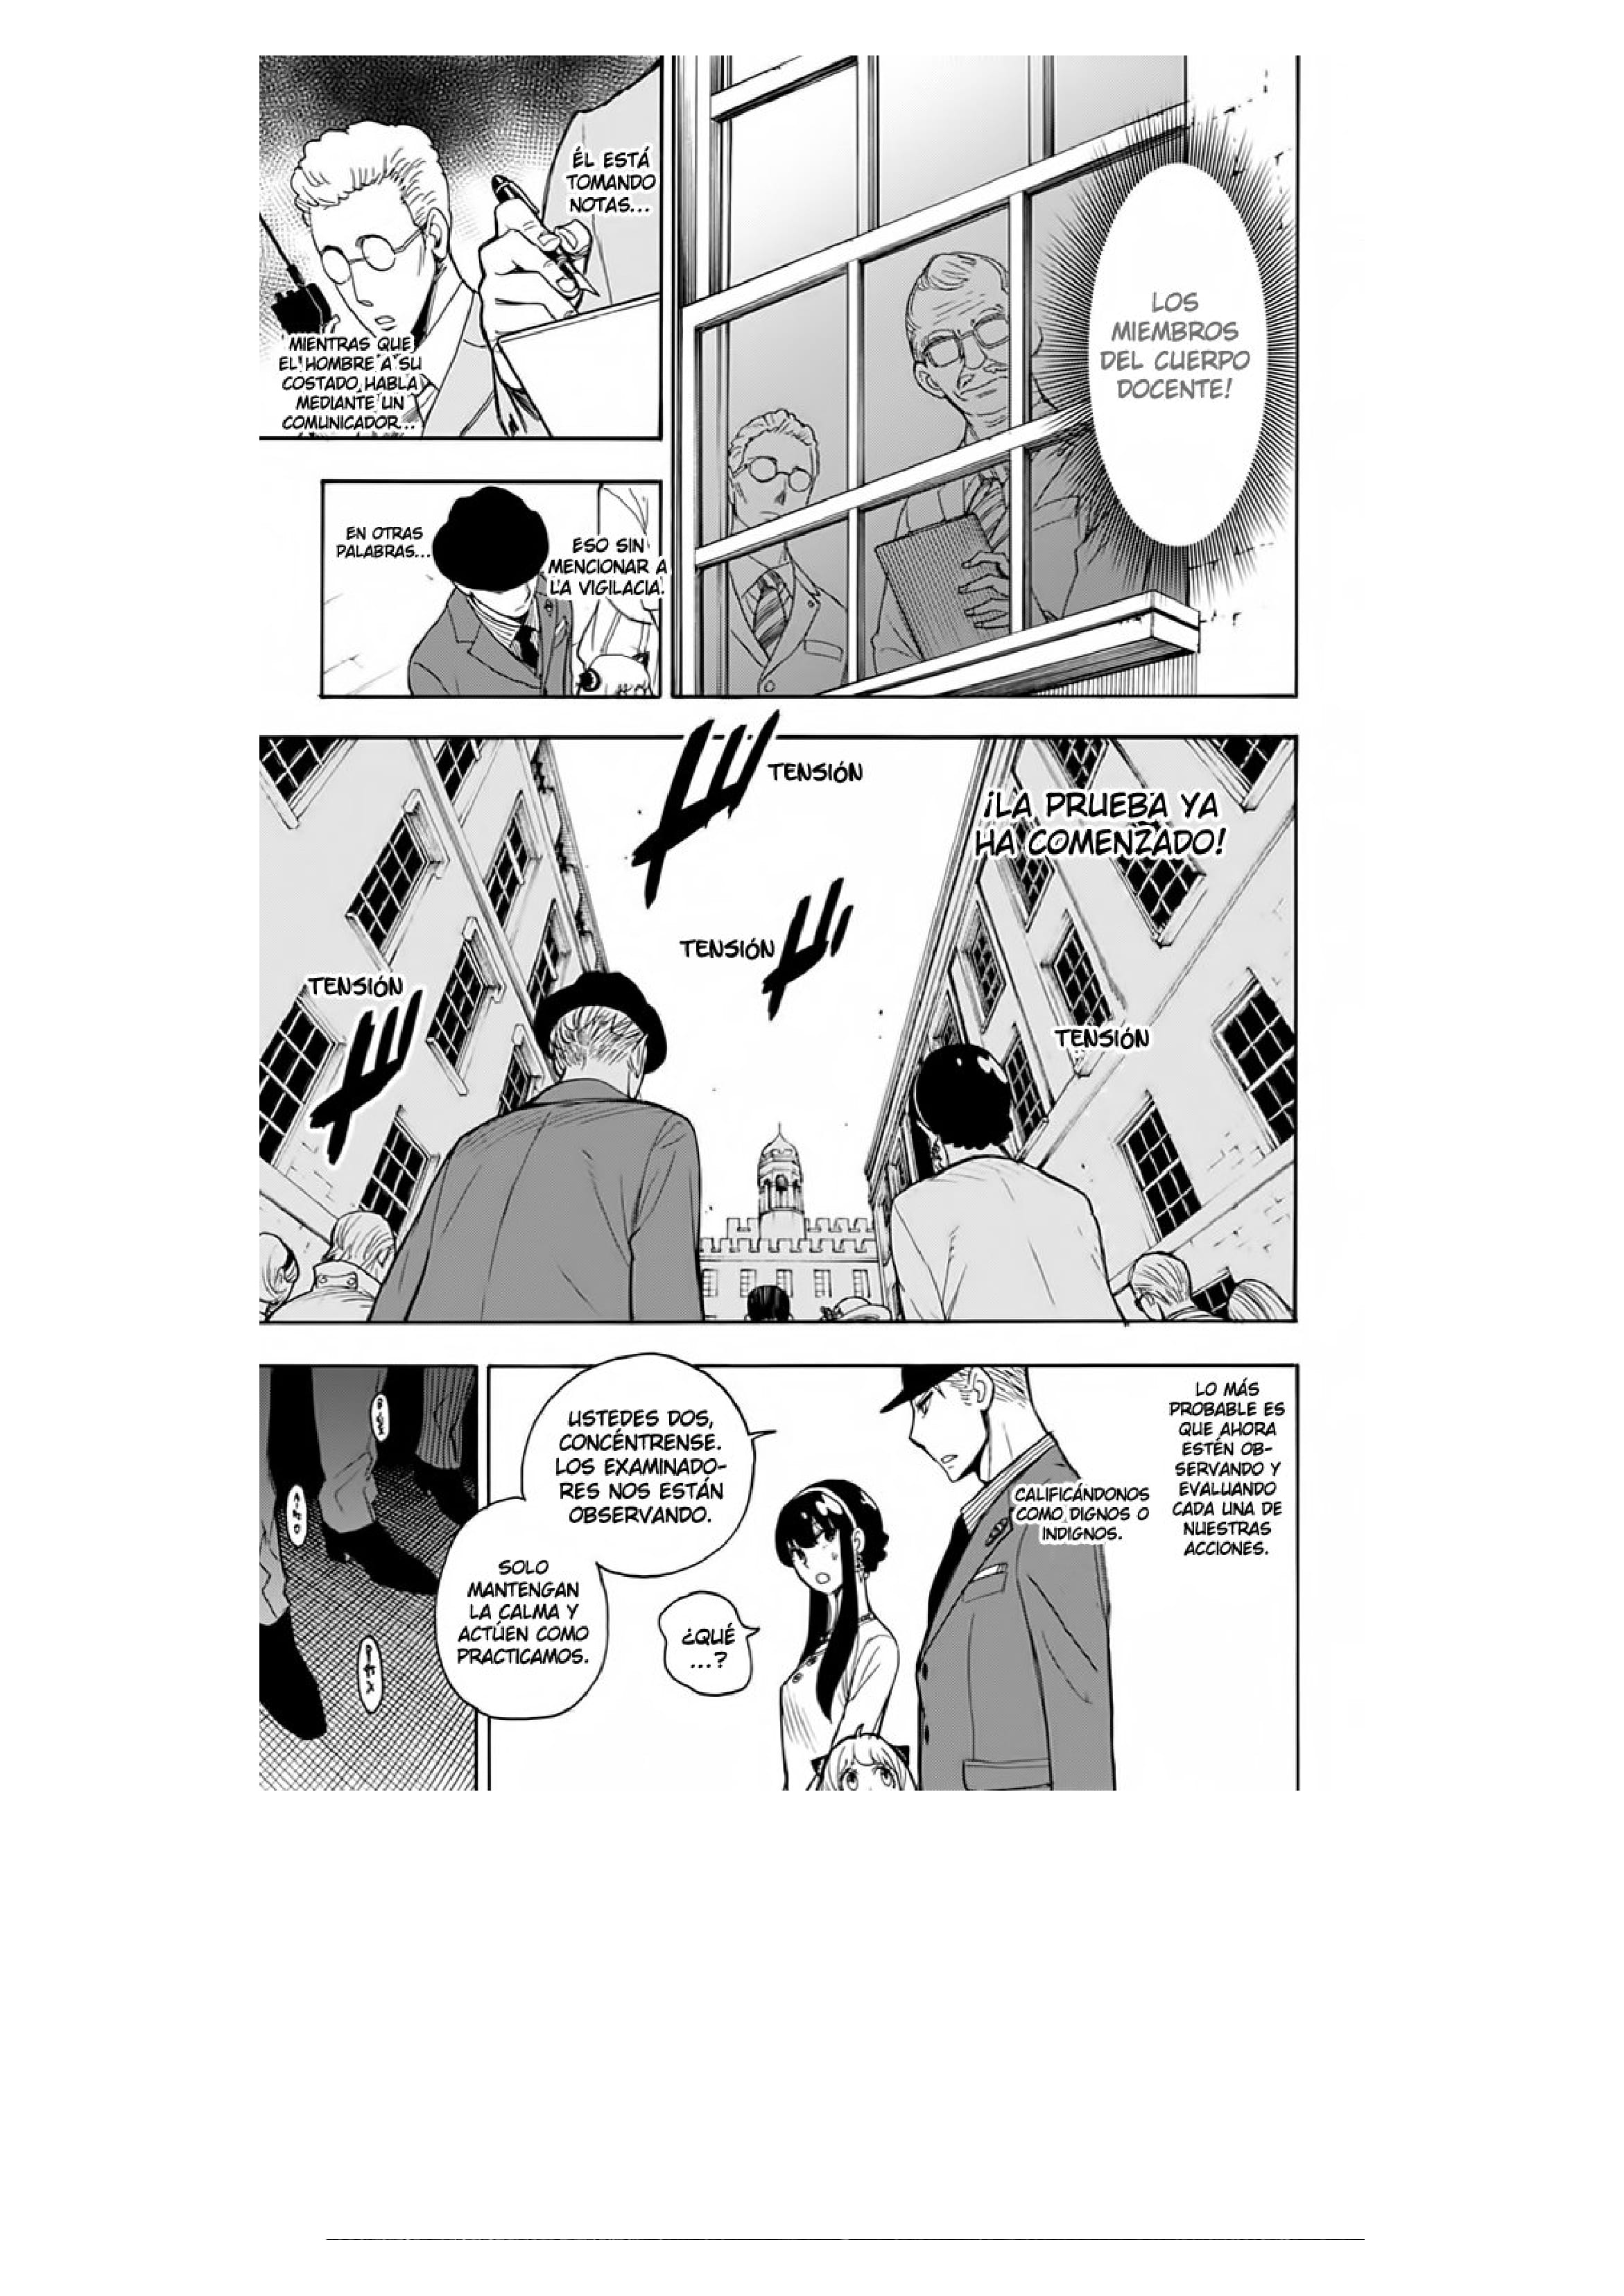 LOS
MIEMBROS
DEL CUERPO
DOCENTE!
ÉL ESTÁ
TOMANDO
NOTAS...
MIENTRAS QUE
EL HOMBRE A SU
COSTADO HABLA
MEDIANTE UN
COMUNICADOR...
ESO SIN
MENCIONAR A
LA VIGILACIA.
EN OTRAS
PALABRAS...
¡LA PRUEBA YA
HA COMENZADO!
TENSIÓN
TENSIÓN
TENSIÓN
TENSIÓN
LO MÁS
PROBABLE ES
QUE AHORA
ESTÉN OB-
SERVANDO Y
EVALUANDO
CADA UNA DE
NUESTRAS
ACCIONES.
CALIFICÁNDONOS
COMO DIGNOS O
INDIGNOS.
USTEDES DOS,
CONCÉNTRENSE.
LOS EXAMINADO-
RES NOS ESTÁN
OBSERVANDO.
¿QUÉ
...?
SOLO
MANTENGAN
LA CALMA Y
ACTÚEN COMO
PRACTICAMOS.